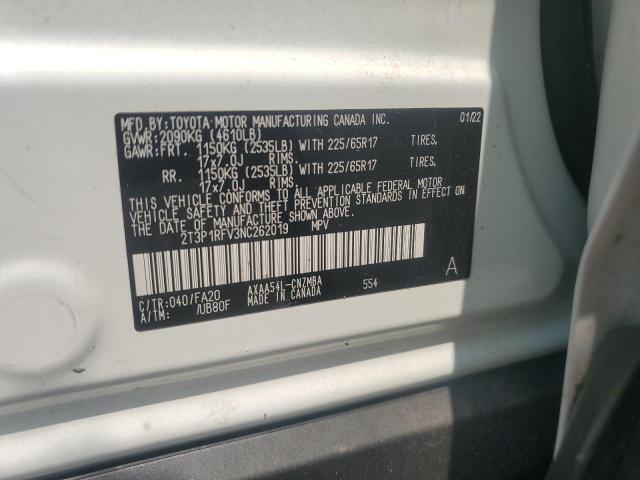 MFD.BY:TOYOTA MOTOR MANUFACTURING CANADA INC. 01/22
GVWR:2090KG (4610LB)
GAWR:FRT. 1150KG (2535LB) WITH 225/65R17 TIRES,
17x7.0J RIMS.
RR. 1150KG (2535LB) WITH 225/65R17 TIRES,
17x7.0J RIMS.
THIS VEHICLE CONFORMS TO ALL APPLICABLE FEDERAL MOTOR
VEHICLE SAFETY AND THEFT PREVENTION STANDARDS IN EFFECT ON
THE DATE OF MANUFACTURE SHOWN ABOVE.
2T3P1RFV3NC262019 MPV
C/TR:040/FA20 AXAA54L-CNZMBA 554 A
A/TM: /UB80F MADE IN CANADA